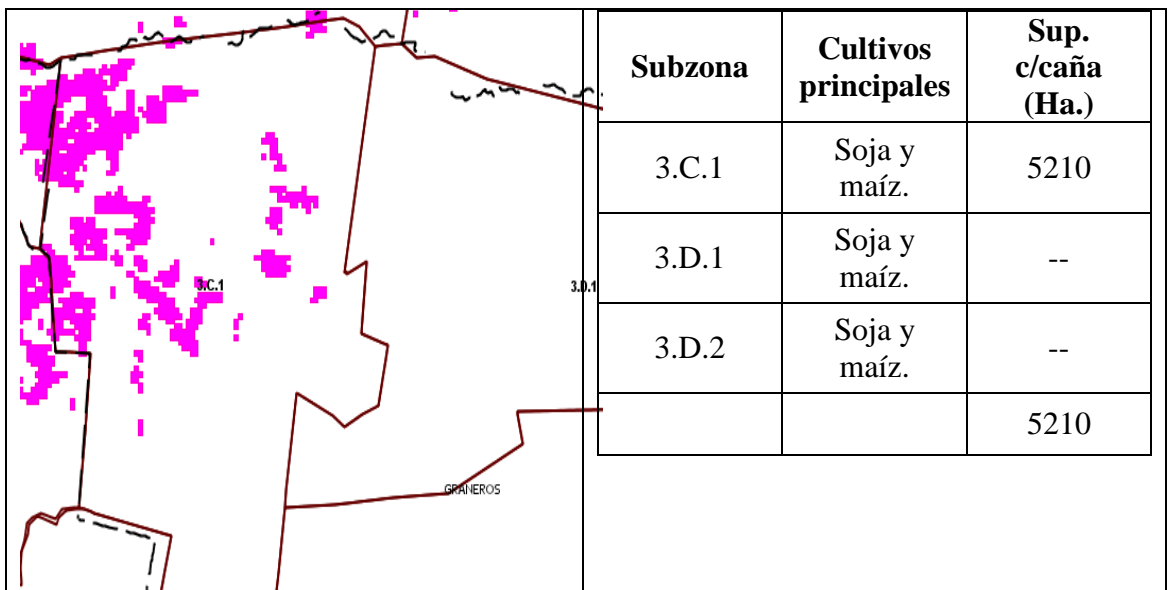 3.C.1
3.D.1
GRANEROS
Subzona
Cultivos
principales
Sup.
c/caña
(Ha.)
3.C.1
Soja y
maíz.
5210
3.D.1
Soja y
maíz.
--
3.D.2
Soja y
maíz.
--
5210